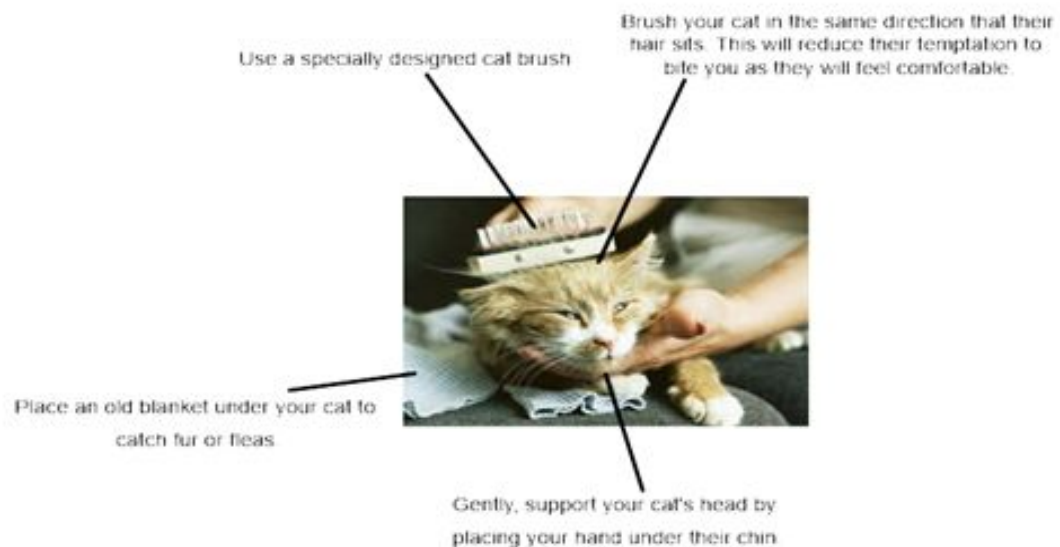 Use a specially designed cat brush
Brush your cat in the same direction that their
hair sits. This will reduce their temptation to
bite you as they will feel comfortable.
Place an old blanket under your cat to
catch fur or fleas
Gently, support your cat's head by
placing your hand under their chin